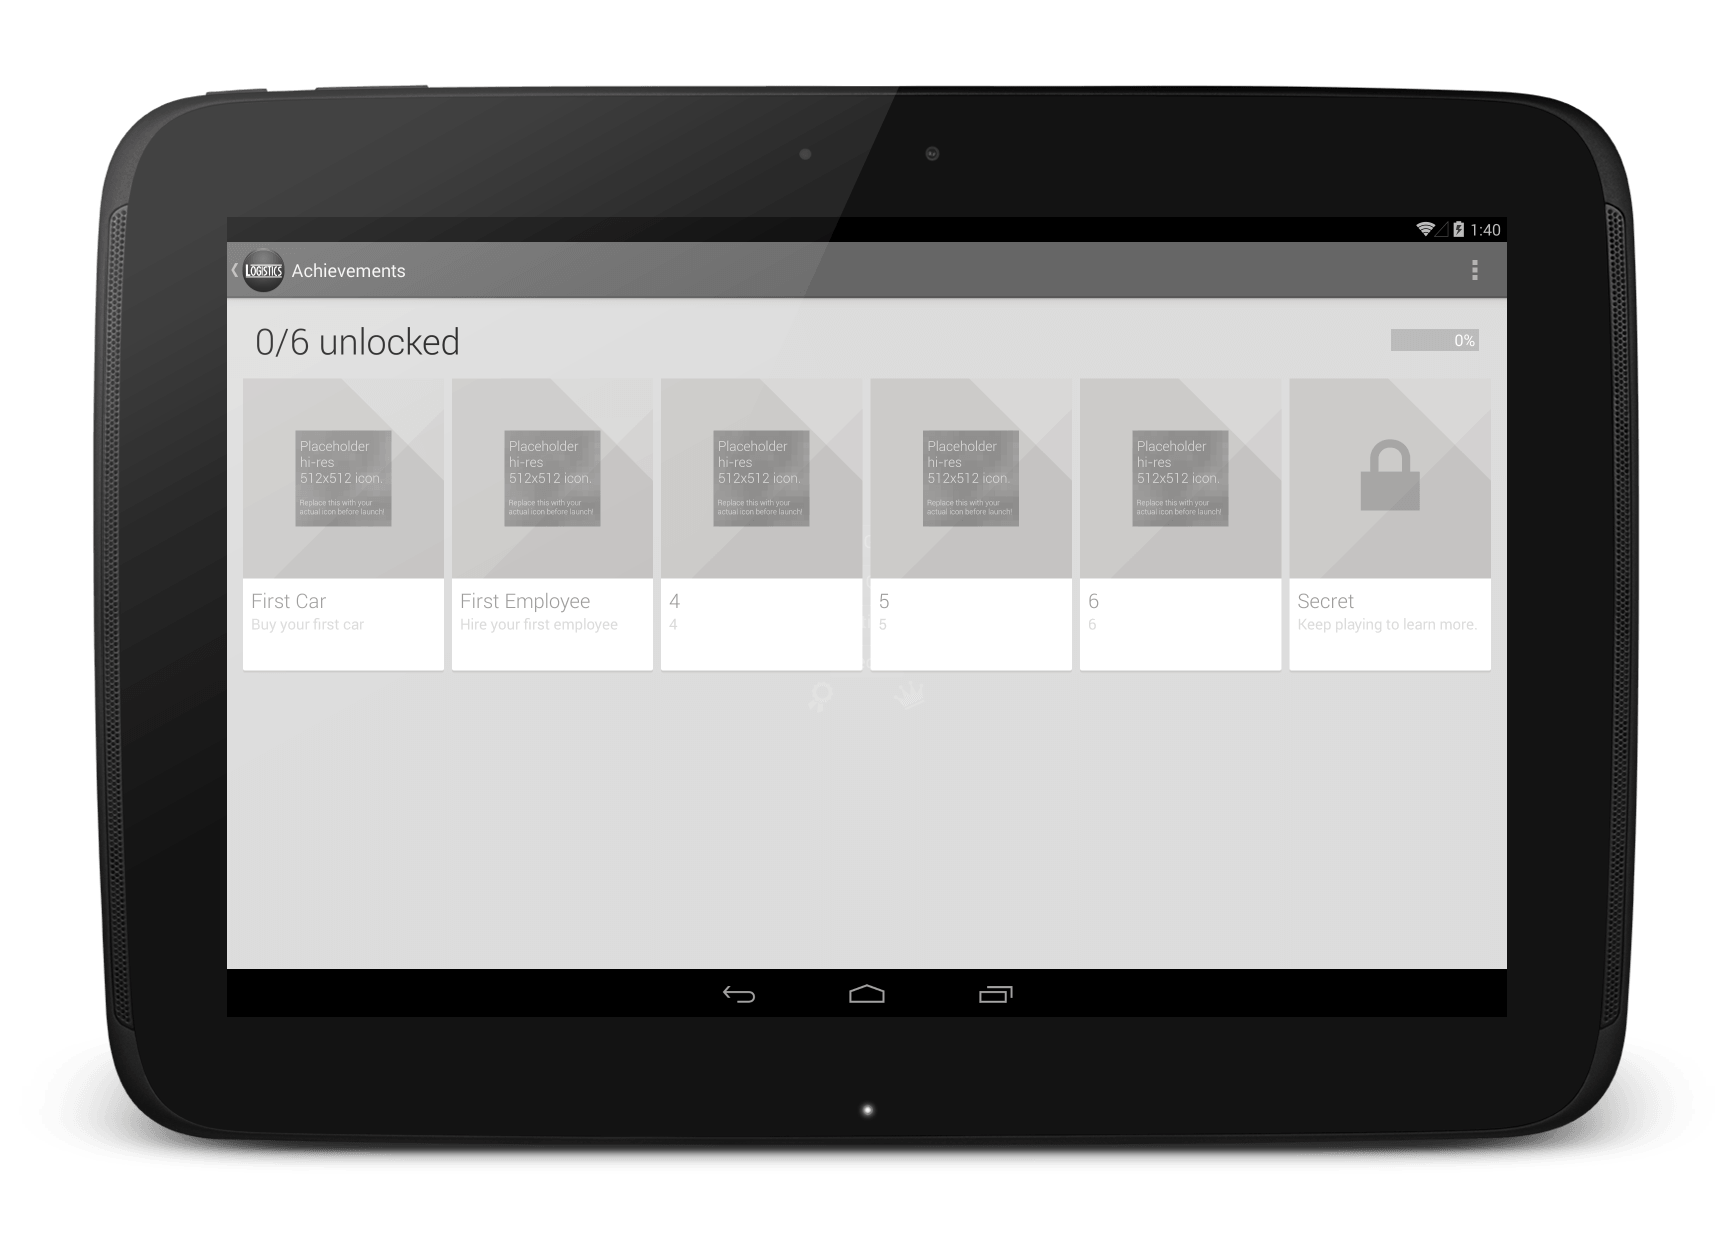 1:40
LOGISTICS
Achievements
0/6 unlocked
0%
Placeholder
hi-res
512x512 icon.
Replace this with your
actual icon before launch!
Placeholder
hi-res
512x512 icon.
Replace this with your
actual icon before launch!
Placeholder
hi-res
512x512 icon.
Replace this with your
actual icon before launch!
Placeholder
hi-res
512x512 icon.
Replace this with your
actual icon before launch!
Placeholder
hi-res
512x512 icon.
Replace this with your
actual icon before launch!
First Car
Buy your first car
First Employee
Hire your first employee
4
4
5
5
6
6
Secret
Keep playing to learn more.